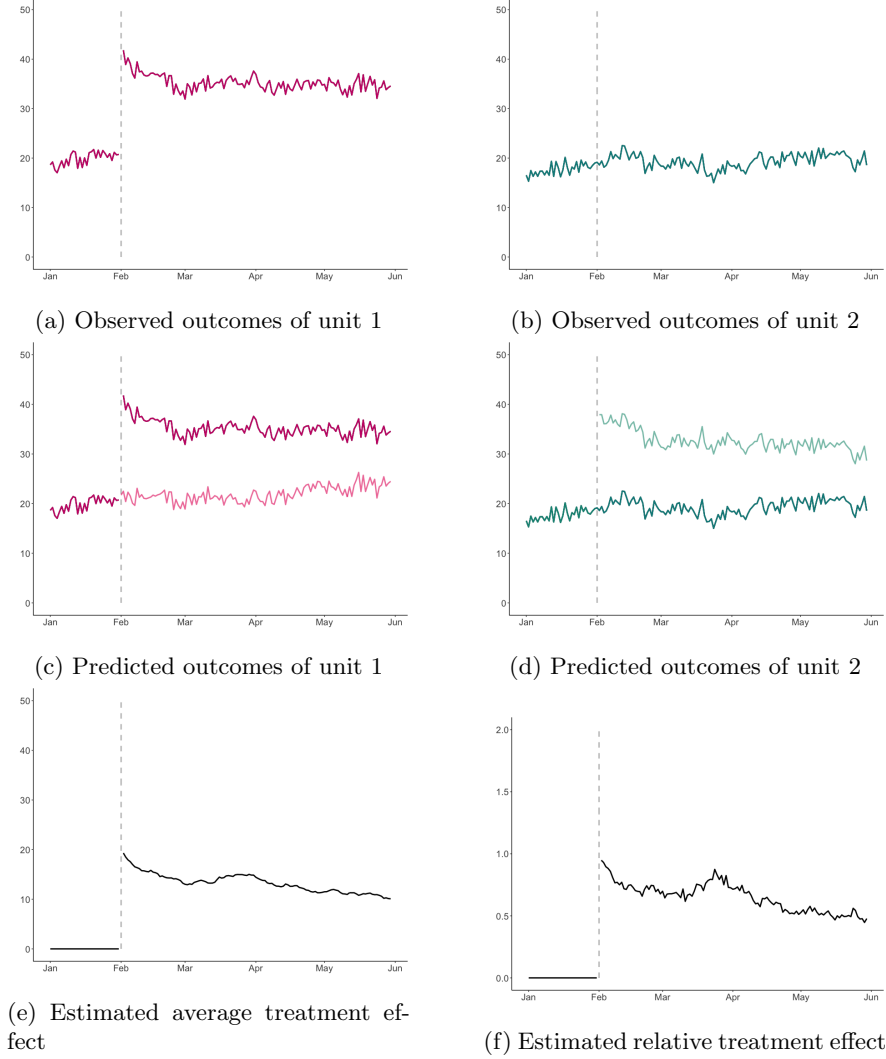 50
40
30
20
10
0
Jan Feb Mar Apr May Jun
(a) Observed outcomes of unit 1
50
40
30
20
10
0
Jan Feb Mar Apr May Jun
(b) Observed outcomes of unit 2
50
40
30
20
10
0
Jan Feb Mar Apr May Jun
(c) Predicted outcomes of unit 1
50
40
30
20
10
0
Jan Feb Mar Apr May Jun
(d) Predicted outcomes of unit 2
50
40
30
20
10
0
Jan Feb Mar Apr May Jun
(e) Estimated average treatment ef-
fect
2.0
1.5
1.0
0.5
0.0
Jan Feb Mar Apr May Jun
(f) Estimated relative treatment effect